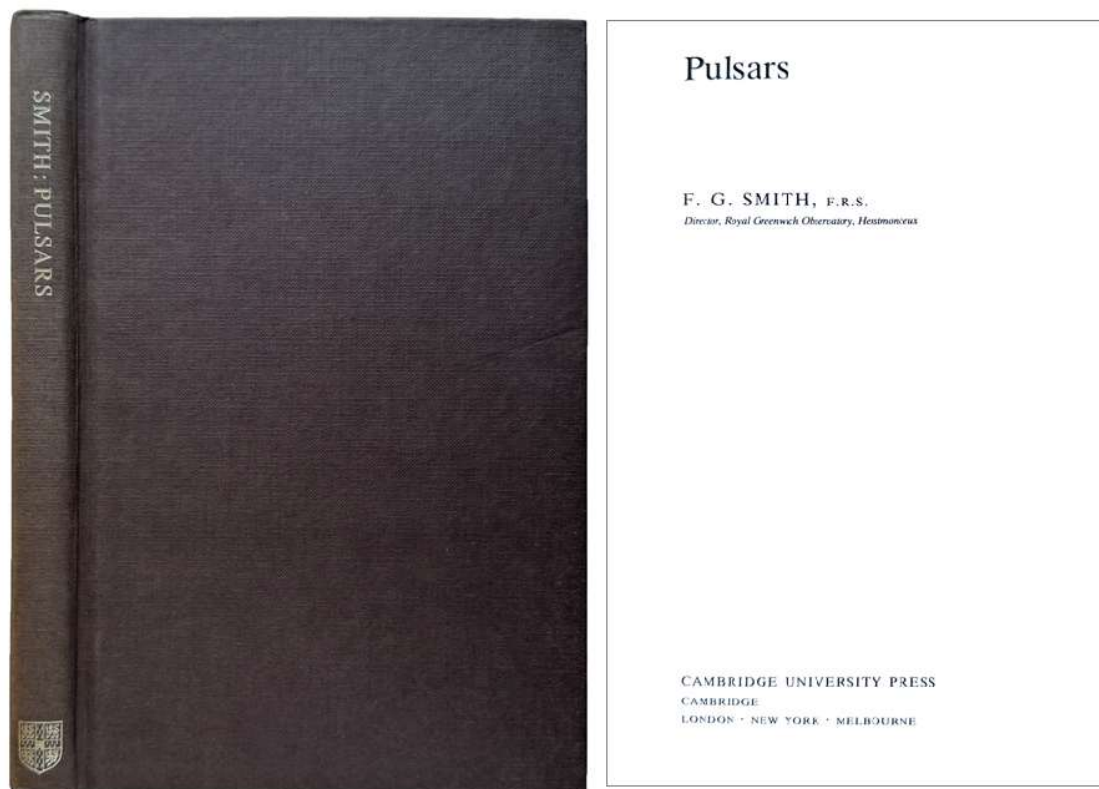 SMITH: PULSARS
Pulsars
F. G. SMITH, F.R.S.
Director, Royal Greenwich Observatory, Herstmonceux
CAMBRIDGE UNIVERSITY PRESS
CAMBRIDGE
LONDON · NEW YORK · MELBOURNE